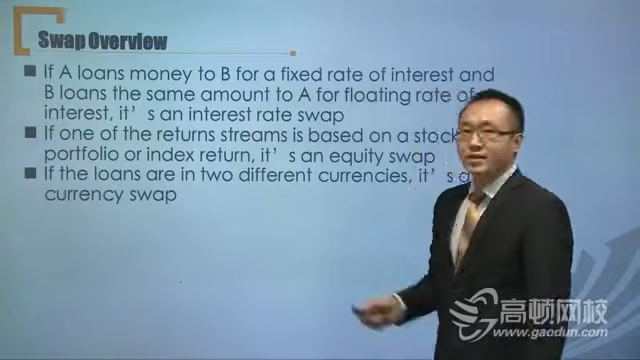 Swap Overview
If A loans money to B for a fixed rate of interest and
B loans the same amount to A for floating rate of
interest, it's an interest rate swap
If one of the returns streams is based on a stock
portfolio or index return, it's an equity swap
If the loans are in two different currencies, it's a
currency swap
高顿网校
www.gaodun.com